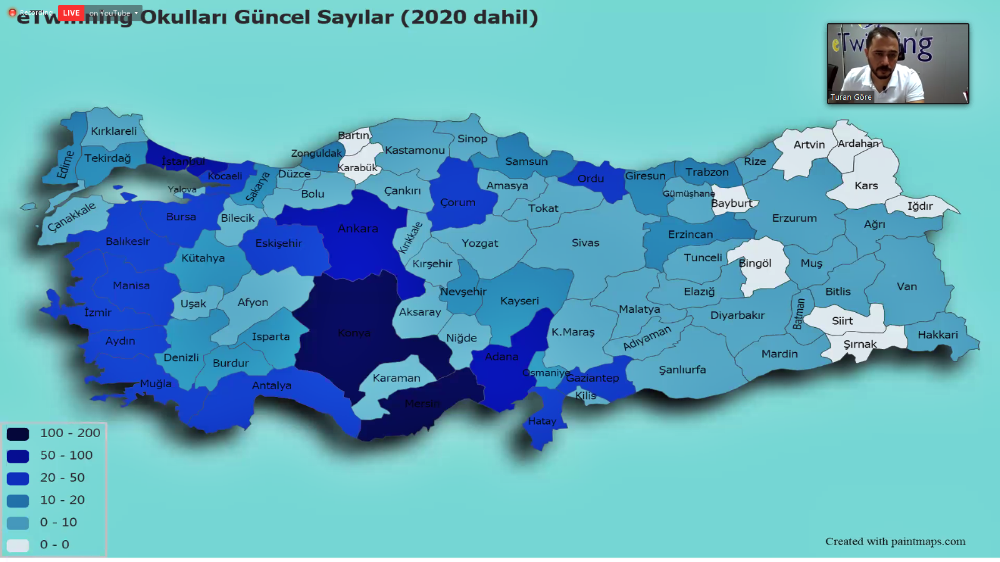 Recording
LIVE
on YouTube
eTwinning Okulları Güncel Sayılar (2020 dahil)
eTwinning
Turan Göre
Kırklareli
Edirne
Tekirdağ
İstanbul
Kocaeli
Yalova
Sakarya
Düzce
Zonguldak
Bartın
Karabük
Kastamonu
Sinop
Samsun
Ordu
Giresun
Trabzon
Rize
Artvin
Ardahan
Kars
Iğdır
Gümüşhane
Bayburt
Çanakkale
Bursa
Bilecik
Bolu
Çankırı
Çorum
Amasya
Tokat
Erzurum
Ağrı
Balıkesir
Kütahya
Eskişehir
Ankara
Kırıkkale
Yozgat
Sivas
Erzincan
Kırşehir
Tunceli
Bingöl
Muş
Manisa
Uşak
Afyon
Nevşehir
Kayseri
Elazığ
Bitlis
Van
İzmir
Aksaray
Malatya
Diyarbakır
Batman
Siirt
Aydın
Denizli
Isparta
Konya
Niğde
K.Maraş
Adıyaman
Şırnak
Hakkari
Burdur
Adana
Mardin
Muğla
Antalya
Karaman
Mersin
Osmaniye
Gaziantep
Şanlıurfa
Kilis
Hatay
100 - 200
50 - 100
20 - 50
10 - 20
0 - 10
0 - 0
Created with paintmaps.com